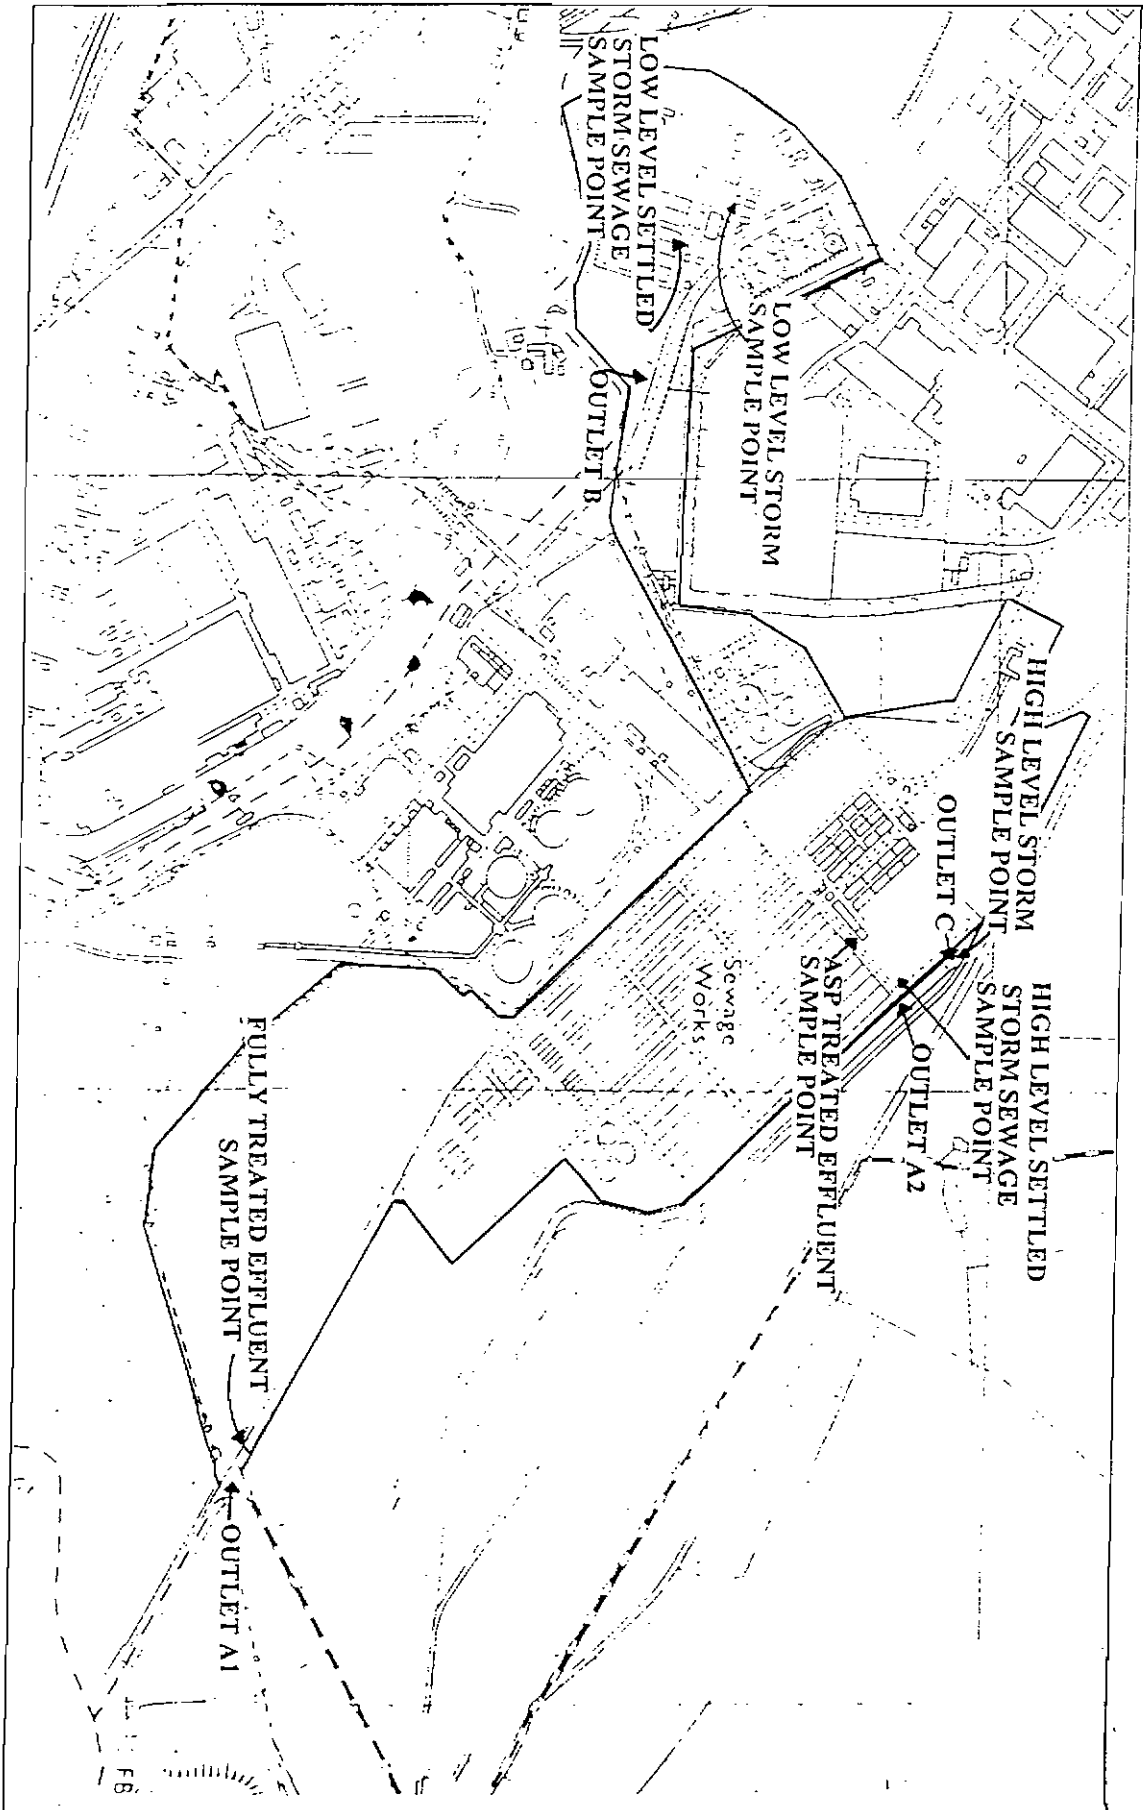 LOW LEVEL SETTLED
STORM SEWAGE
SAMPLE POINT
LOW LEVEL STORM
SAMPLE POINT
OUTLET B
HIGH LEVEL STORM
SAMPLE POINT
OUTLET C
HIGH LEVEL SETTLED
STORM SEWAGE
SAMPLE POINT
OUTLET A2
ASP TREATED EFFLUENT
SAMPLE POINT
Sewage
Works
FULLY TREATED EFFLUENT
SAMPLE POINT
OUTLET A1
FB